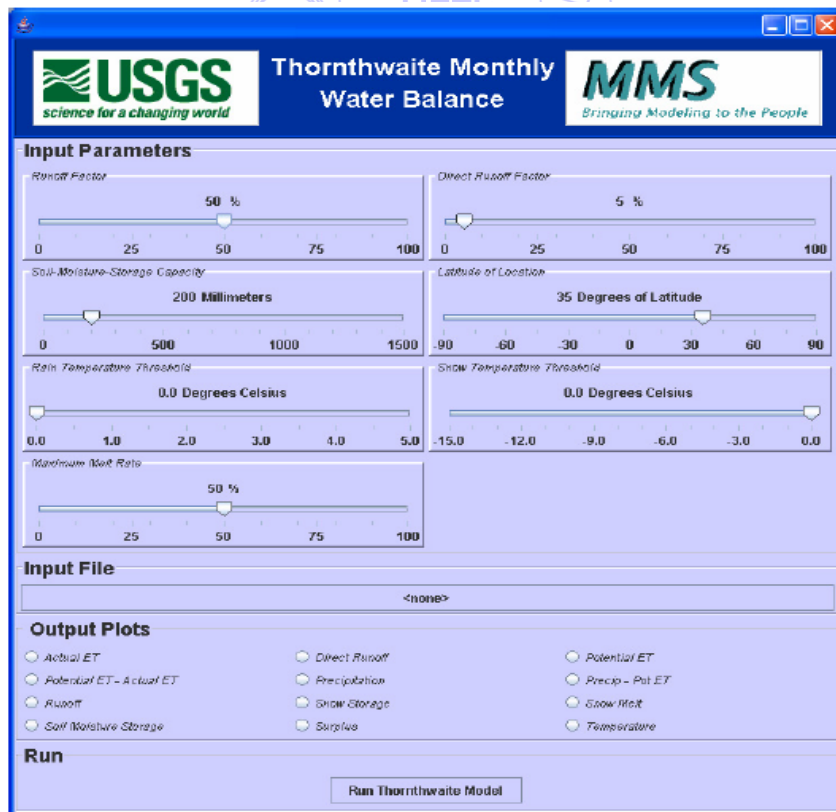 USGS
science for a changing world
Thornthwaite Monthly
Water Balance
MMS
Bringing Modeling to the People
Input Parameters
Runoff Factor
50 %
0 25 50 75 100
Direct Runoff Factor
5 %
0 25 50 75 100
Soil-Moisture-Storage Capacity
200 Millimeters
0 500 1000 1500
Latitude of Location
35 Degrees of Latitude
-90 -60 -30 0 30 60 90
Rain Temperature Threshold
0.0 Degrees Celsius
0.0 1.0 2.0 3.0 4.0 5.0
Snow Temperature Threshold
0.0 Degrees Celsius
-15.0 -12.0 -9.0 -6.0 -3.0 0.0
Maximum Melt Rate
50 %
0 25 50 75 100
Input File
<none>
Output Plots
Actual ET Direct Runoff Potential ET
Potential ET - Actual ET Precipitation Precip - Pot ET
Runoff Snow Storage Snow Melt
Soil Moisture Storage Surplus Temperature
Run
Run Thornthwaite Model